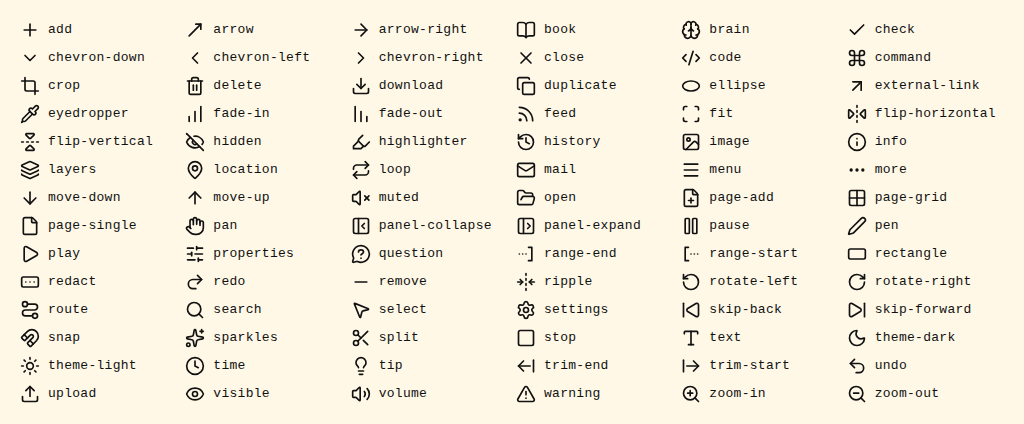 add arrow arrow-right book brain check
chevron-down chevron-left chevron-right close code command
crop delete download duplicate ellipse external-link
eyedropper fade-in fade-out feed fit flip-horizontal
flip-vertical hidden highlighter history image info
layers location loop mail menu more
move-down move-up muted open page-add page-grid
page-single pan panel-collapse panel-expand pause pen
play properties question range-end range-start rectangle
redact redo remove ripple rotate-left rotate-right
route search select settings skip-back skip-forward
snap sparkles split stop text theme-dark
theme-light time tip trim-end trim-start undo
upload visible volume warning zoom-in zoom-out